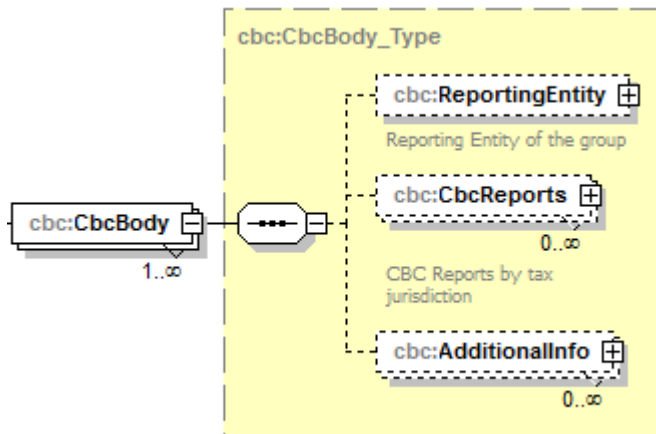 cbc:CbcBody_Type
cbc:ReportingEntity
Reporting Entity of the group
cbc:CbcReports
0..∞
CBC Reports by tax
jurisdiction
cbc:CbcBody
1..∞
cbc:AdditionalInfo
0..∞